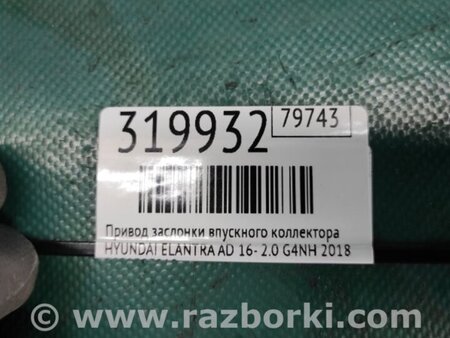 319932
79743
Привод заслонки впускного коллектора
HYUNDAI ELANTRA AD 16- 2.0 G4NH 2018
www.razborki.com